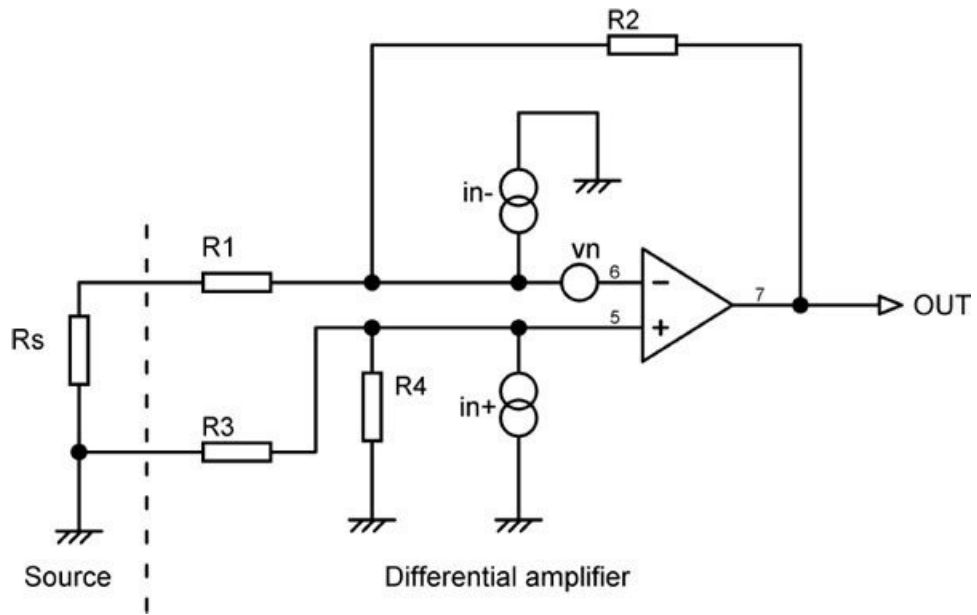 R2
in-
R1
vn
6
7
OUT
5
Rs
R4
in+
R3
Source
Differential amplifier